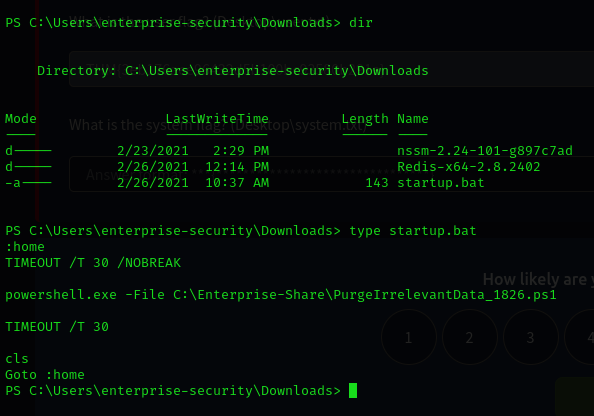 PS C:\Users\enterprise-security\Downloads> dir
Directory: C:\Users\enterprise-security\Downloads
Mode LastWriteTime Length Name
---- ------------- ------ ----
What is the system flag? (Desktop\system.txt)
d----- 2/23/2021 2:29 PM nssm-2.24-101-g897c7ad
d----- 2/26/2021 12:14 PM Redis-x64-2.8.2402
-a---- 2/26/2021 10:37 AM 143 startup.bat
PS C:\Users\enterprise-security\Downloads> type startup.bat
:home
TIMEOUT /T 30 /NOBREAK
How likely are y
powershell.exe -File C:\Enterprise-Share\PurgeIrrelevantData_1826.ps1
TIMEOUT /T 30
1 2 3 4
cls
Goto :home
PS C:\Users\enterprise-security\Downloads>